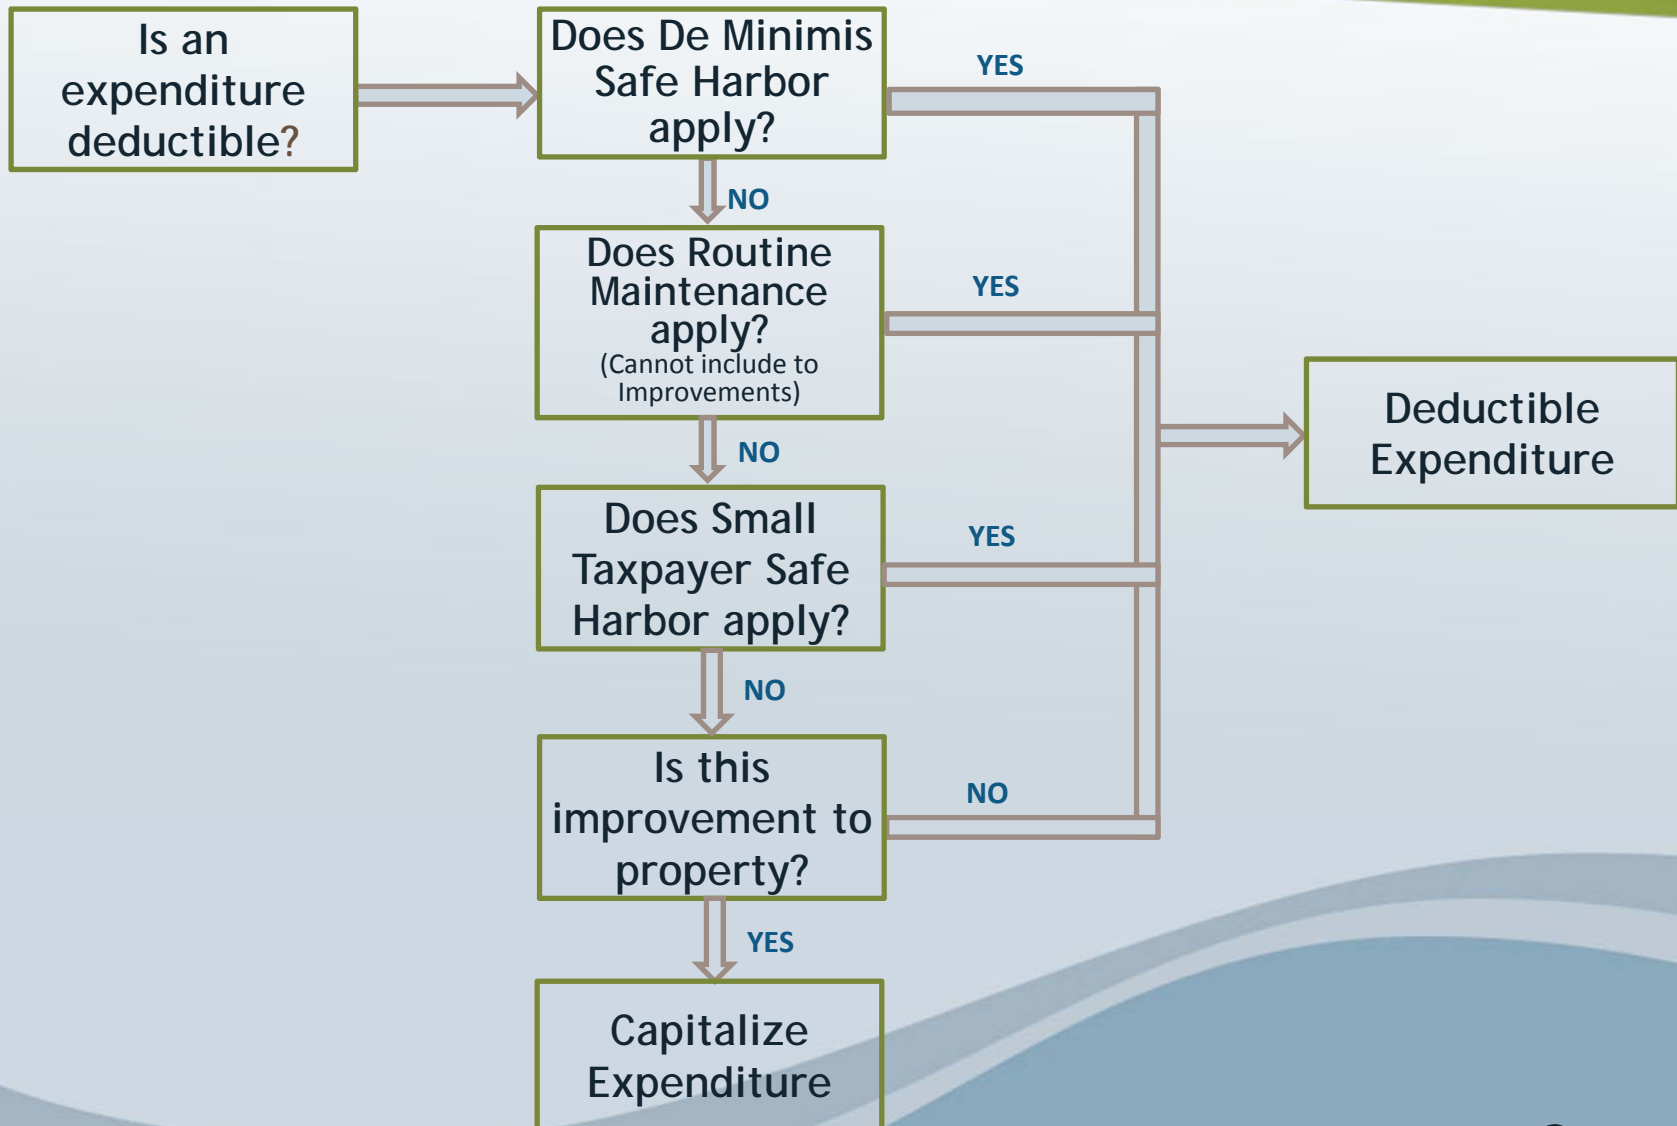 Is an
expenditure
deductible?
Does De Minimis
Safe Harbor
apply?
YES
NO
Does Routine
Maintenance
apply?
(Cannot include to
Improvements)
YES
NO
Does Small
Taxpayer Safe
Harbor apply?
YES
NO
Is this
improvement to
property?
NO
YES
Deductible
Expenditure
Capitalize
Expenditure